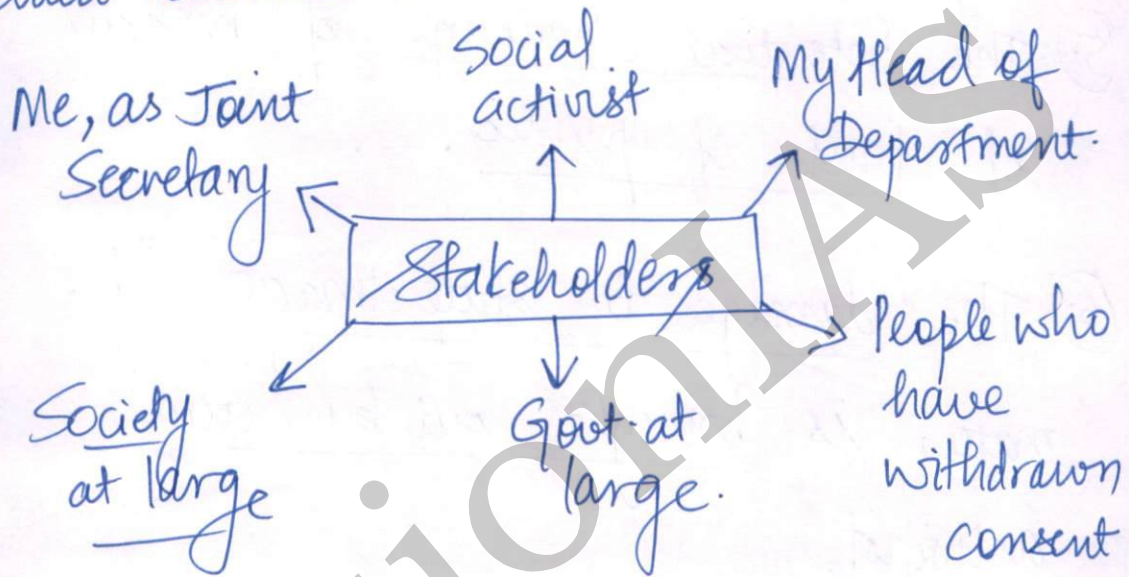 Social
activist
Me, as Joint
Secretary
My Head of
Department.
Stakeholders
Society
at large
Govt. at
large.
People who
have
withdrawn
consent
ionIAS